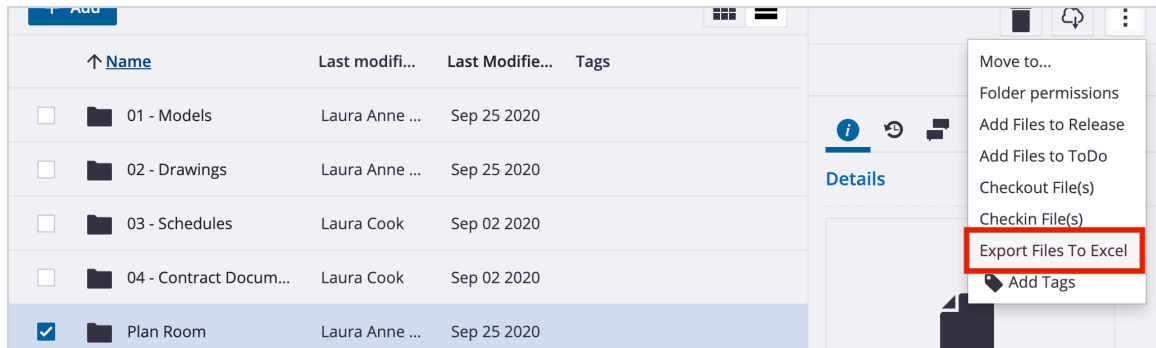 + Add
Name Last modifi... Last Modifie... Tags
01 - Models Laura Anne ... Sep 25 2020
02 - Drawings Laura Anne ... Sep 25 2020
03 - Schedules Laura Cook Sep 02 2020
04 - Contract Docum... Laura Cook Sep 02 2020
Plan Room Laura Anne ... Sep 25 2020
Details
Move to...
Folder permissions
Add Files to Release
Add Files to ToDo
Checkout File(s)
Checkin File(s)
Export Files To Excel
Add Tags